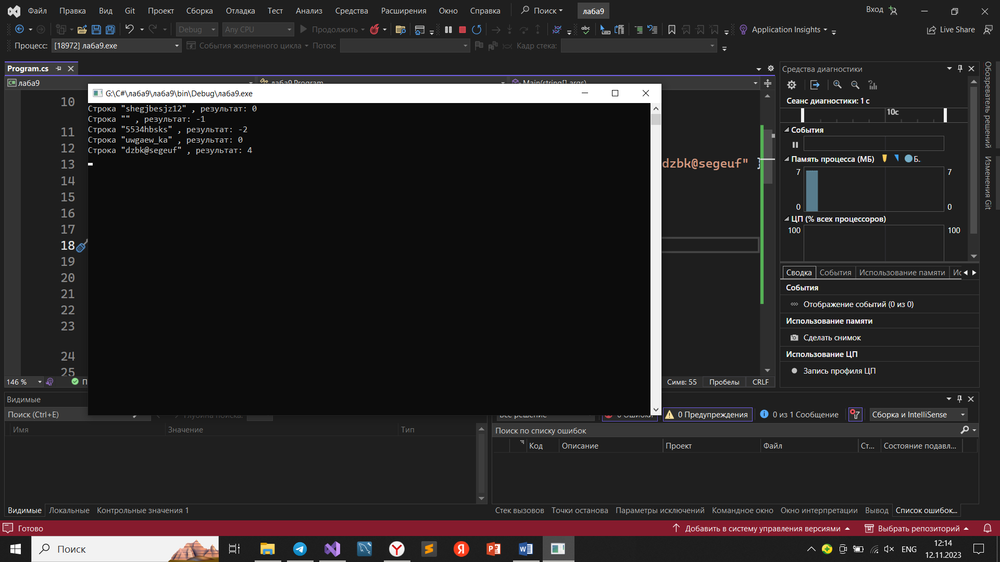 Файл Правка Вид Git Проект Сборка Отладка Тест Анализ Средства Расширения Окно Справка Поиск лаба9 Вход
Debug Any CPU Продолжить Application Insights Live Share
Процесс: [18972] лаба9.exe События жизненного цикла Поток: Кадр стека:
Program.cs
C# лаба9 лаба9.Program Main(string[] args)
G:\C#\лаба9\лаба9\bin\Debug\лаба9.exe
Строка "shegjbesjz12" , результат: 0
Строка "" , результат: -1
Строка "5534hbsks" , результат: -2
Строка "uwgaew_ka" , результат: 0
Строка "dzbk@segeuf" , результат: 4
10
11
12
13
14
15
16
17
18
19
20
21
22
23
24
25
dzbk@segeuf" }
146 % П Симв: 55 Пробелы CRLF
Средства диагностики
Сеанс диагностики: 1 с
10с
События
Память процесса (МБ) Б..
7 7
0 0
ЦП (% всех процессоров)
100 100
Сводка События Использование памяти Ис
События
Отображение событий (0 из 0)
Использование памяти
Сделать снимок
Использование ЦП
Запись профиля ЦП
Обозреватель решений
Изменения Git
Видимые
Поиск (Ctrl+E) Глубина поиска:
Имя Значение Тип
Видимые Локальные Контрольные значения 1
Все решение 0 Ошибки 0 Предупреждения 0 из 1 Сообщение Сборка и IntelliSense
Поиск по списку ошибок
Код Описание Проект Файл Ст... Состояние подавл...
Стек вызовов Точки останова Параметры исключений Командное окно Окно интерпретации Вывод Список ошибок...
Готово Добавить в систему управления версиями Выбрать репозиторий
Поиск ENG 12:14
12.11.2023